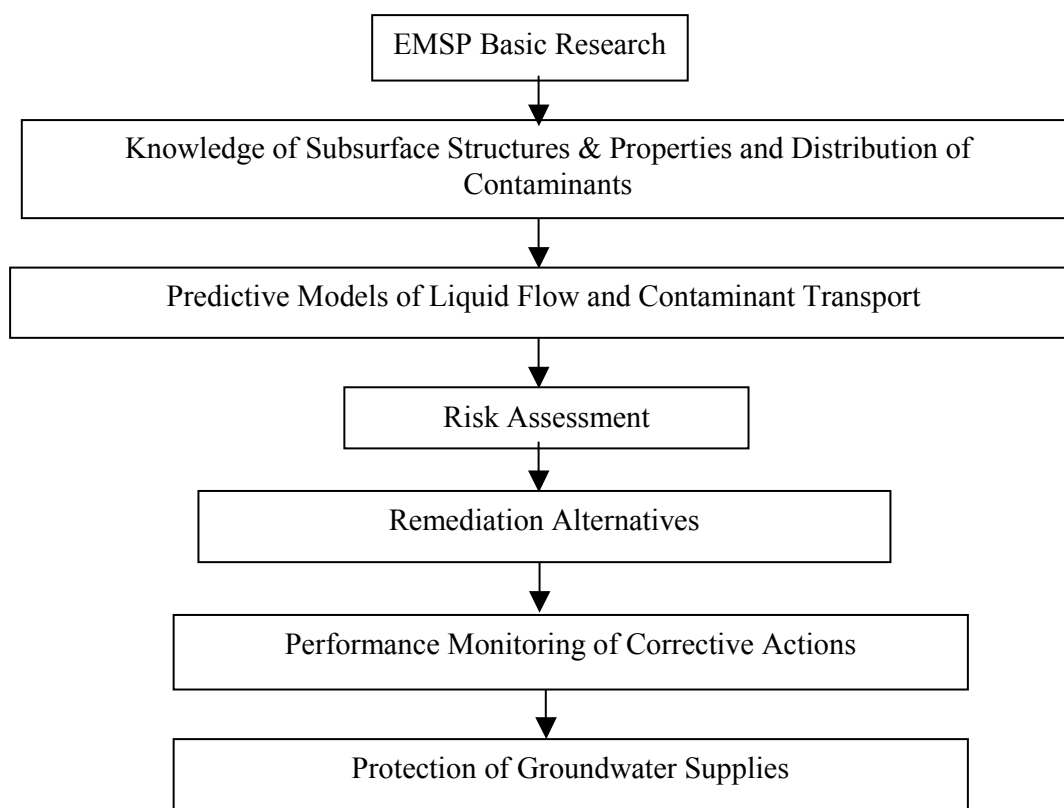 EMSP Basic Research
Knowledge of Subsurface Structures & Properties and Distribution of
Contaminants
Predictive Models of Liquid Flow and Contaminant Transport
Risk Assessment
Remediation Alternatives
Performance Monitoring of Corrective Actions
Protection of Groundwater Supplies